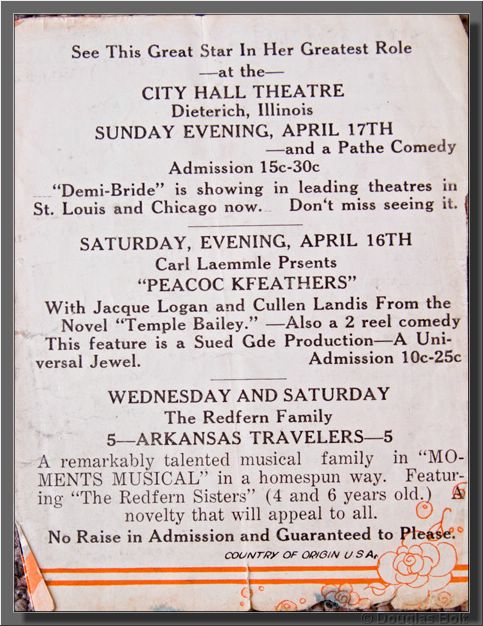 See This Great Star In Her Greatest Role
—at the—
CITY HALL THEATRE
Dieterich, Illinois
SUNDAY EVENING, APRIL 17TH
—and a Pathe Comedy
Admission 15c-30c
"Demi-Bride" is showing in leading theatres in
St. Louis and Chicago now. Don't miss seeing it.
SATURDAY, EVENING, APRIL 16TH
Carl Laemmle Prsents
"PEACOC KFEATHERS"
With Jacque Logan and Cullen Landis From the
Novel "Temple Bailey." —Also a 2 reel comedy
This feature is a Sued Gde Production—A Uni-
versal Jewel. Admission 10c-25c
WEDNESDAY AND SATURDAY
The Redfern Family
5—ARKANSAS TRAVELERS—5
A remarkably talented musical family in "MO-
MENTS MUSICAL" in a homespun way. Featur-
ing "The Redfern Sisters" (4 and 6 years old.) A
novelty that will appeal to all.
No Raise in Admission and Guaranteed to Please.
COUNTRY OF ORIGIN U S A.
© Douglas Bolt